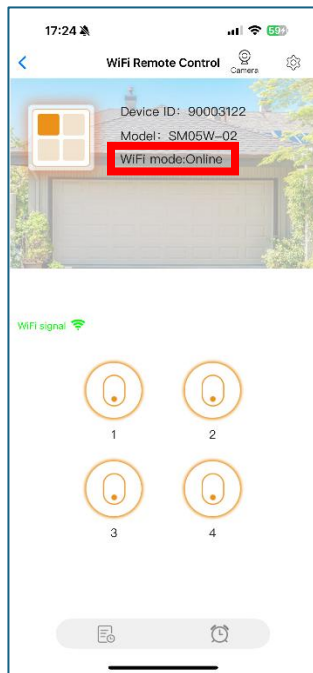 17:24
59
WiFi Remote Control
Camera
Device ID: 90003122
Model: SM05W-02
WiFi mode:Online
WiFi signal
1 2
3 4